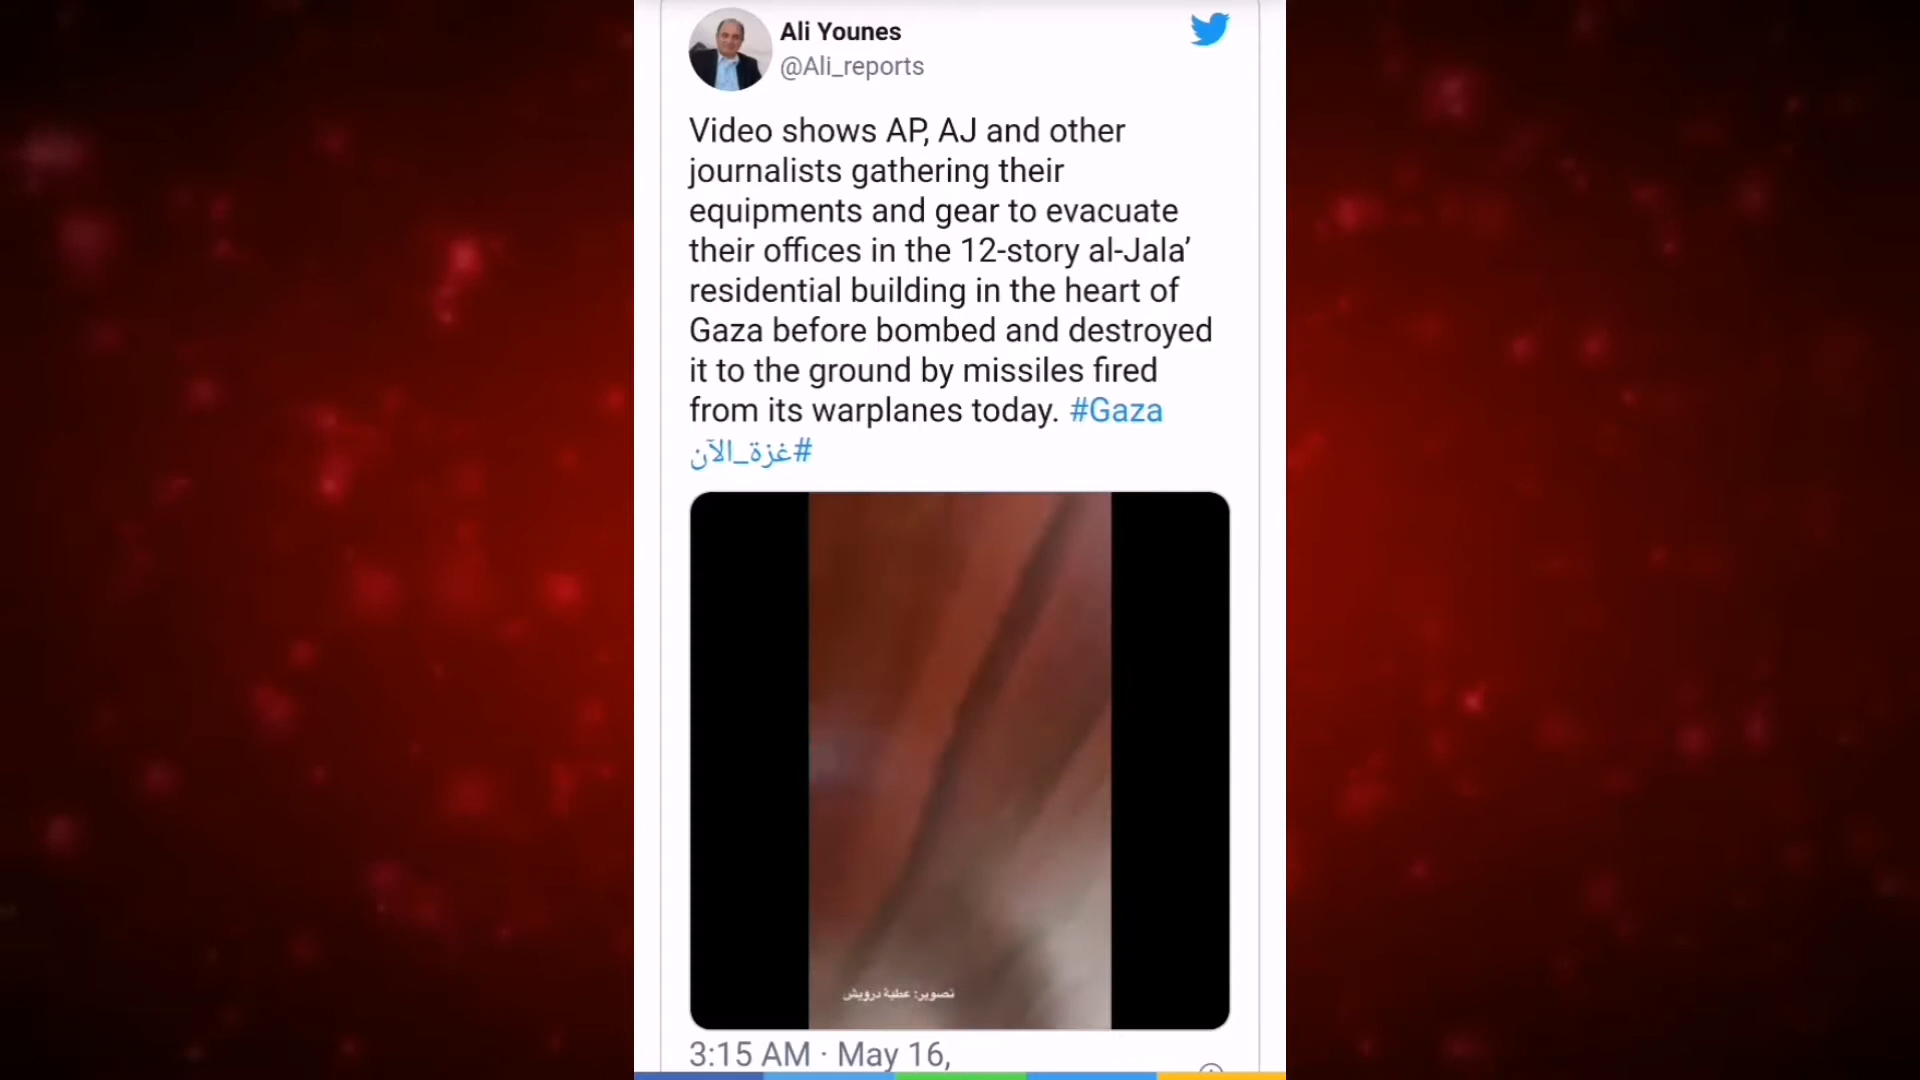 Ali Younes
@Ali_reports
Video shows AP, AJ and other
journalists gathering their
equipments and gear to evacuate
their offices in the 12-story al-Jala’
residential building in the heart of
Gaza before bombed and destroyed
it to the ground by missiles fired
from its warplanes today. #Gaza
#غزة_الآن
تصوير: عطية درويش
3:15 AM · May 16,